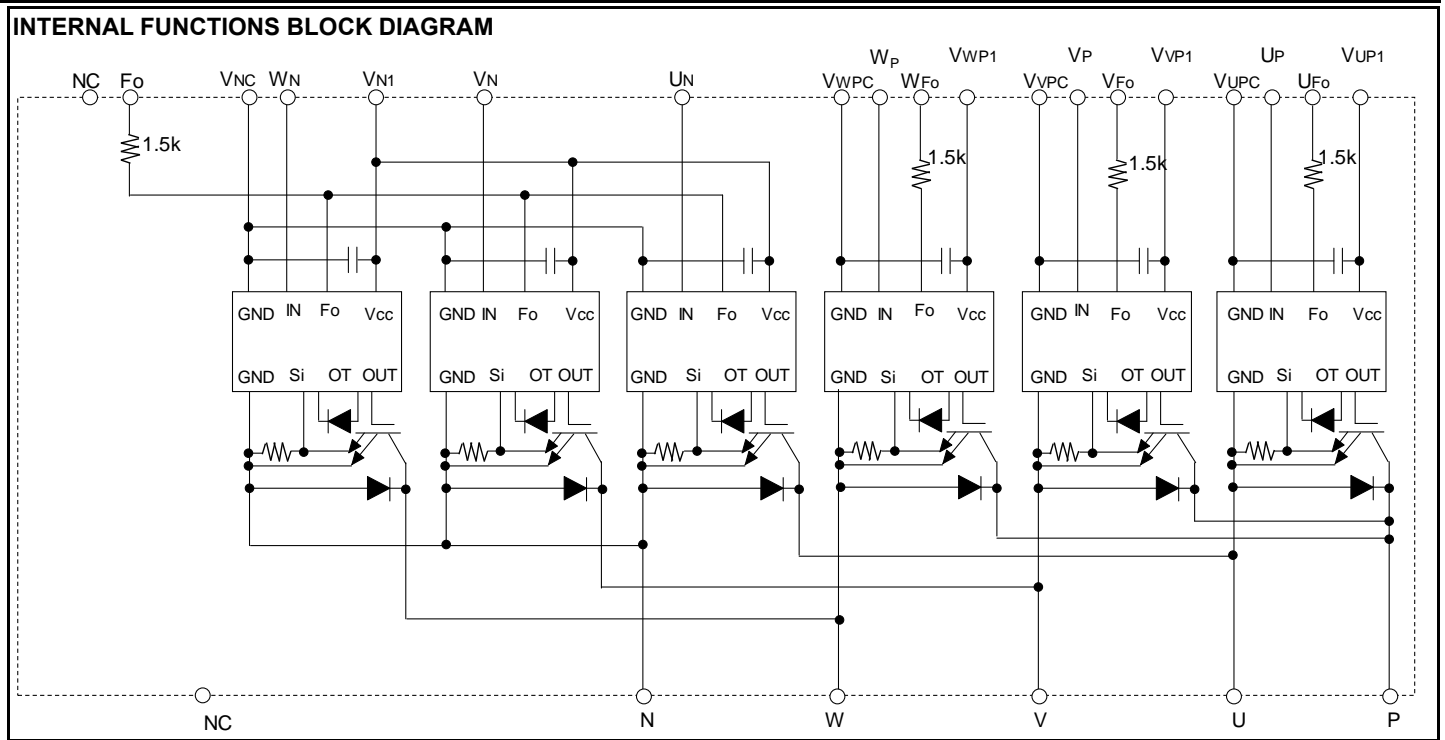 INTERNAL FUNCTIONS BLOCK DIAGRAM
NC Fo VNC WN VN1 VN UN VWPC WP WFo VWP1 VVPC VP VFo VVP1 VUPC UP UFo VUP1
1.5k 1.5k 1.5k 1.5k
GND IN Fo Vcc GND IN Fo Vcc GND IN Fo Vcc GND IN Fo Vcc GND IN Fo Vcc GND IN Fo Vcc
GND Si OT OUT GND Si OT OUT GND Si OT OUT GND Si OT OUT GND Si OT OUT GND Si OT OUT
NC N W V U P